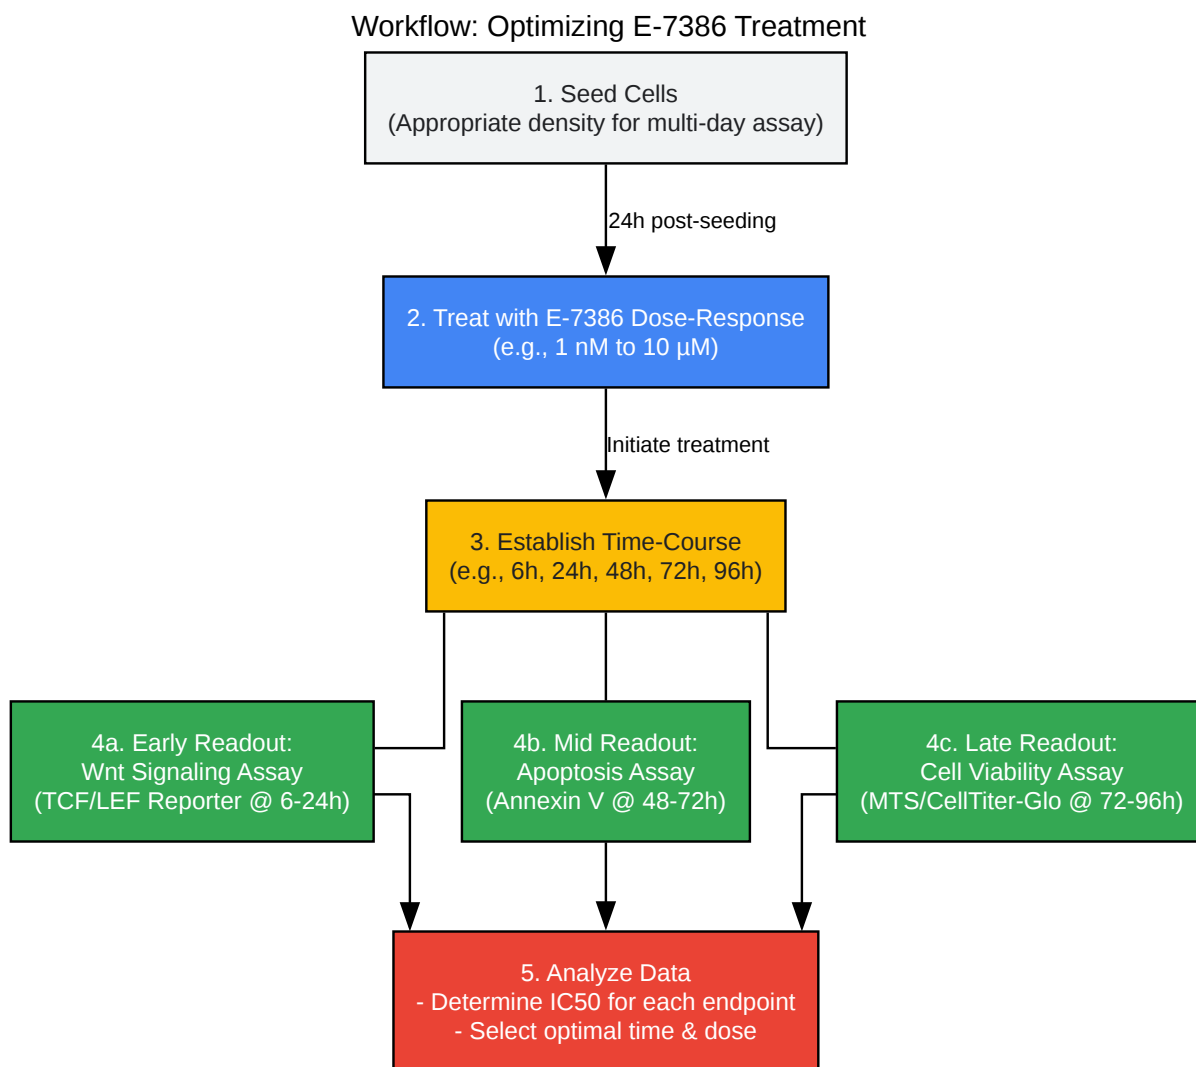 Workflow: Optimizing E-7386 Treatment
1. Seed Cells
(Appropriate density for multi-day assay)
24h post-seeding
2. Treat with E-7386 Dose-Response
(e.g., 1 nM to 10 µM)
Initiate treatment
3. Establish Time-Course
(e.g., 6h, 24h, 48h, 72h, 96h)
4a. Early Readout:
Wnt Signaling Assay
(TCF/LEF Reporter @ 6-24h)
4b. Mid Readout:
Apoptosis Assay
(Annexin V @ 48-72h)
4c. Late Readout:
Cell Viability Assay
(MTS/CellTiter-Glo @ 72-96h)
5. Analyze Data
- Determine IC50 for each endpoint
- Select optimal time & dose